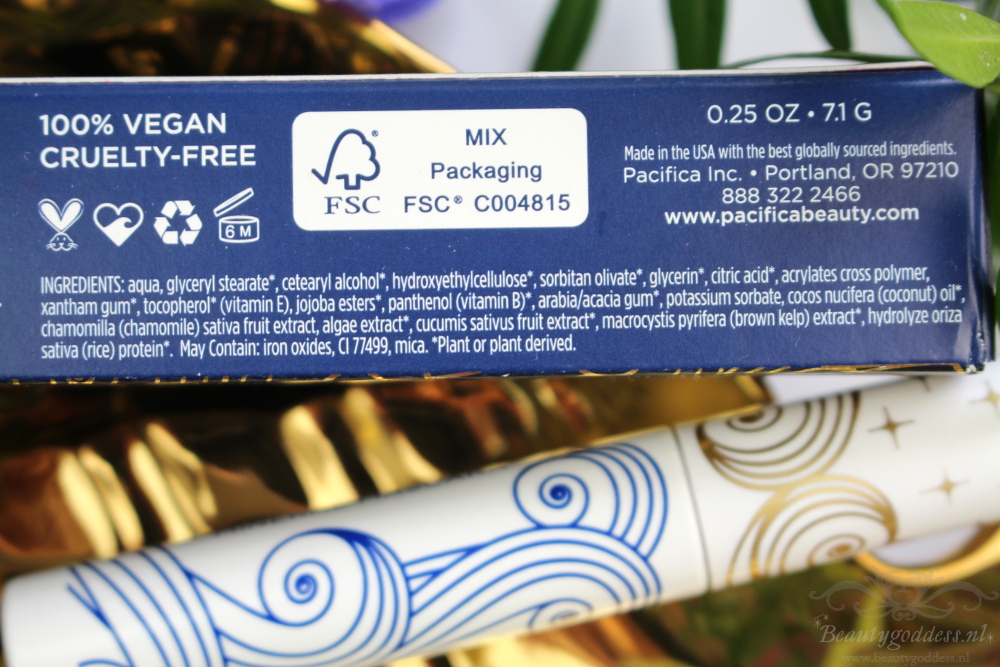 100% VEGAN
CRUELTY-FREE
6 M
FSC®
MIX
Packaging
FSC® C004815
0.25 OZ • 7.1 G
Made in the USA with the best globally sourced ingredients.
Pacifica Inc. • Portland, OR 97210
888 322 2466
www.pacificabeauty.com
INGREDIENTS: aqua, glyceryl stearate*, cetearyl alcohol*, hydroxyethylcellulose*, sorbitan olivate*, glycerin*, citric acid*, acrylates cross polymer,
xantham gum*, tocopherol* (vitamin E), jojoba esters*, panthenol (vitamin B)*, arabia/acacia gum*, potassium sorbate, cocos nucifera (coconut) oil*,
chamomilla (chamomile) sativa fruit extract, algae extract*, cucumis sativus fruit extract*, macrocystis pyrifera (brown kelp) extract*, hydrolyze oriza
sativa (rice) protein*. May Contain: iron oxides, CI 77499, mica. *Plant or plant derived.
Beautygoddess.nl
www.beautygoddess.nl